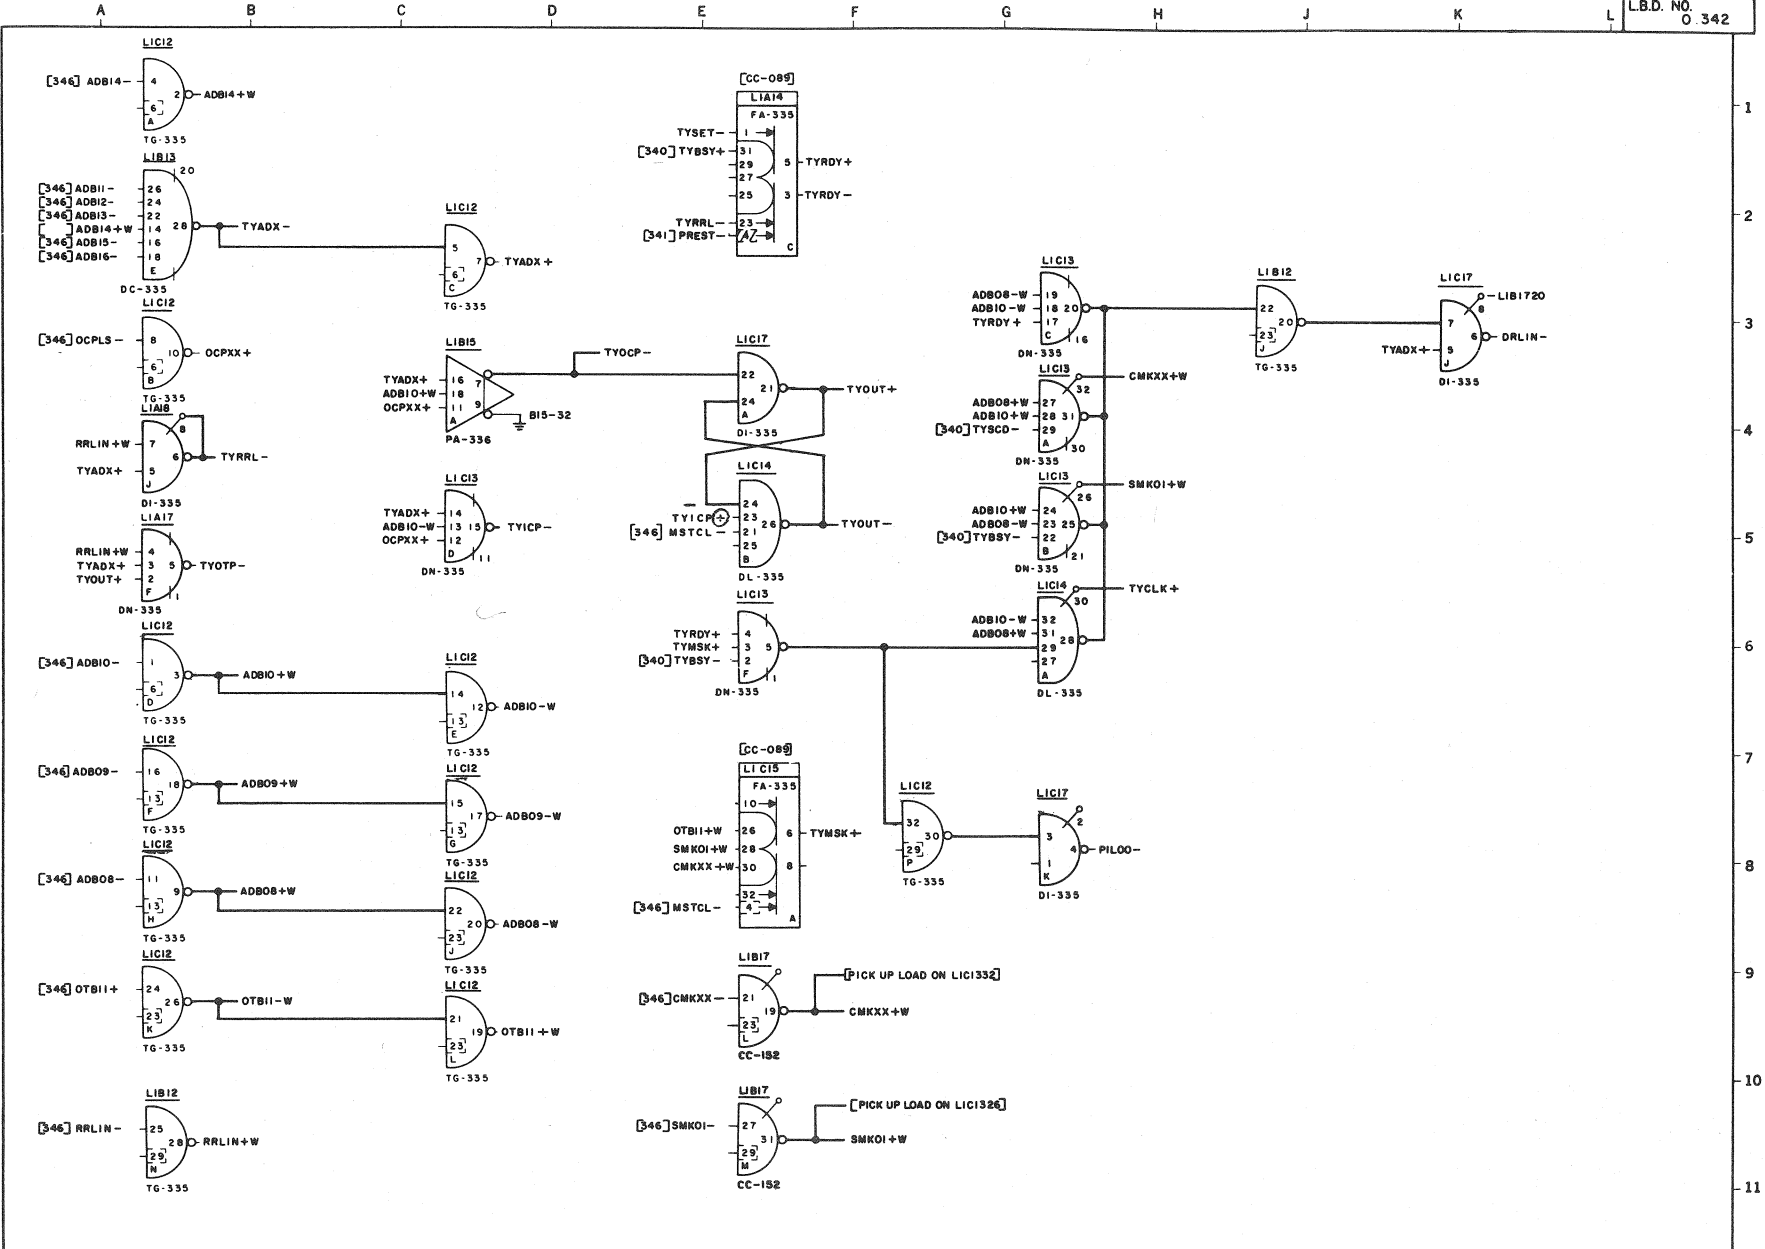 A B C D E F G H J K L
L.B.D. NO.
0.342
1
2
3
4
5
6
7
8
9
10
11
L1C12
[346] ADB14-
4
2
ADB14+W
6
A
TG-335
L1B13
20
[346] ADB11- 26
[346] ADB12- 24
[346] ADB13- 22
[ ] ADB14+W 14
[346] ADB15- 16
[346] ADB16- 18
28
TYADX-
E
DC-335
L1C12
5
7
TYADX+
6
C
TG-335
L1C12
[346] OCPLS- 8
10
OCPXX+
6
B
TG-335
L1A18
8
RRLIN+W 7
6
TYRRL-
TYADX+ 5
J
DI-335
L1A17
RRLIN+W 4
TYADX+ 3
TYOUT+ 2
5
TYOTP-
F
1
DN-335
L1C12
[346] ADB10- 1
3
ADB10+W
6
D
TG-335
L1C12
14
12
ADB10-W
13
E
TG-335
L1C12
[346] ADB09- 16
18
ADB09+W
13
F
TG-335
L1C12
15
17
ADB09-W
13
G
TG-335
L1C12
[346] ADB08- 11
9
ADB08+W
13
H
TG-335
L1C12
22
20
ADB08-W
23
J
TG-335
L1C12
[346] OTB11+ 24
26
OTB11-W
23
K
TG-335
L1C12
21
19
OTB11+W
23
L
TG-335
L1B12
[346] RRLIN- 25
28
RRLIN+W
29
N
TG-335
L1B15
TYADX+ 16
ADB10+W 18
OCPXX+ 11
7
9
A
B15-32
PA-336
TYOCP-
L1C13
TYADX+ 14
ADB10-W 13
OCPXX+ 12
15
TYICP-
D
11
DN-335
[CC-089]
L1A14
FA-335
TYSET- 1
[340] TYBSY+ 31
29
27
25
5 TYRDY+
3 TYRDY-
TYRRL- 23
[341] PREST-
C
L1C17
22
21
TYOUT+
24
A
DI-335
L1C14
24
TYICP+ 23
[346] MSTCL- 21
25
26
TYOUT-
B
DL-335
L1C13
TYRDY+ 4
TYMSK+ 3
[340] TYBSY- 2
5
F
1
DN-335
[CC-089]
L1C15
FA-335
10
OTB11+W 26
SMK01+W 28
CMKXX+W 30
6 TYMSK+
8
32
[346] MSTCL- 4
A
L1B17
[346] CMKXX- 21
19
23
L
CC-152
[PICK UP LOAD ON L1C1332]
CMKXX+W
L1B17
[346] SMK01- 27
31
29
M
CC-152
[PICK UP LOAD ON L1C1326]
SMK01+W
L1C13
ADB08-W 19
ADB10-W 18
TYRDY+ 17
20
C
16
DN-335
L1C13
CMKXX+W
32
ADB08+W 27
ADB10+W 28
[340] TYSCD- 29
31
A
30
DN-335
L1C13
SMK01+W
26
ADB10+W 24
ADB08-W 23
[340] TYBSY- 22
25
B
21
DN-335
L1C14
TYCLK+
30
ADB10-W 32
ADB08+W 31
29
27
28
A
DL-335
L1C12
32
30
29
P
TG-335
L1C17
2
3
4
PIL00-
1
K
DI-335
L1B12
22
20
23
J
TG-335
L1C17
L1B1720
8
7
6
DRLIN-
TYADX+ 5
J
DI-335